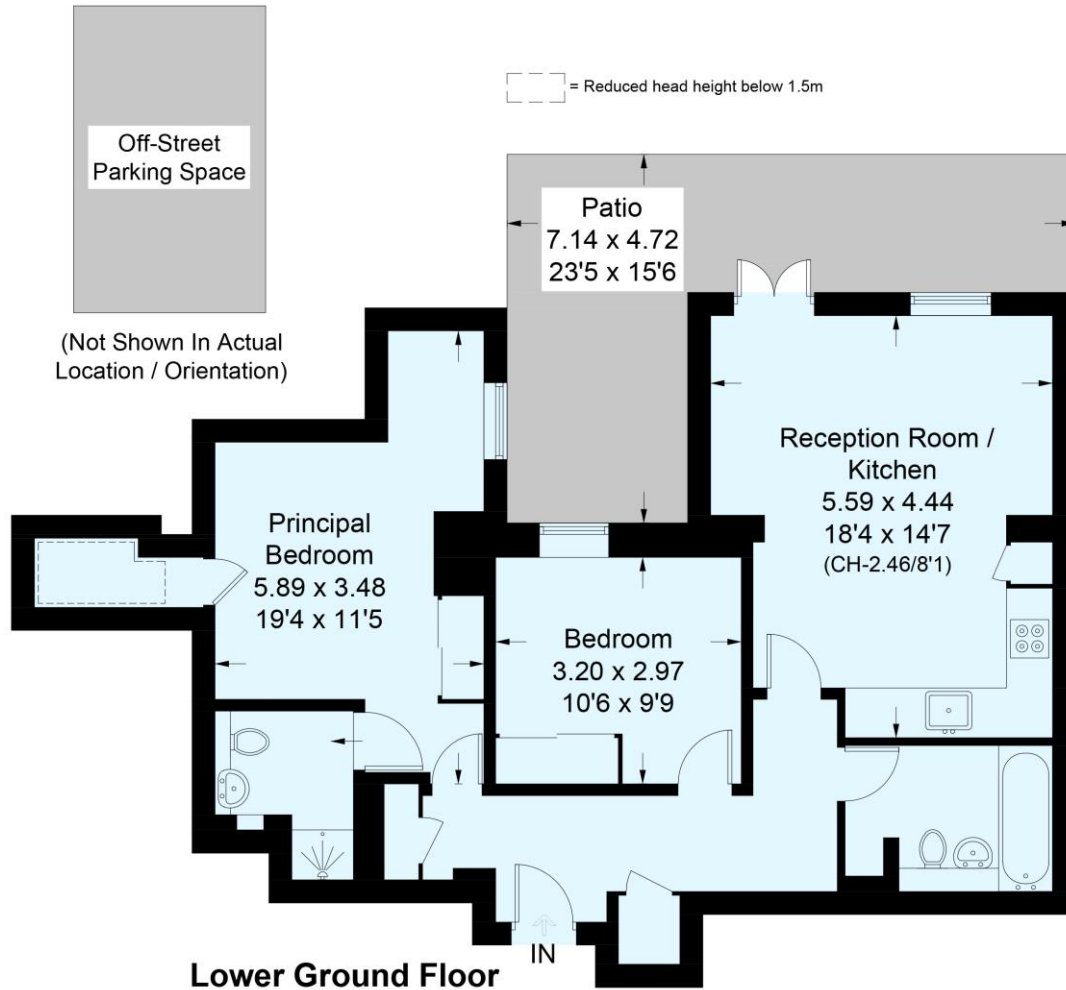 Off-Street
Parking Space
(Not Shown In Actual
Location / Orientation)
= Reduced head height below 1.5m
Patio
7.14 x 4.72
23'5 x 15'6
Reception Room /
Kitchen
5.59 x 4.44
18'4 x 14'7
(CH-2.46/8'1)
Principal
Bedroom
5.89 x 3.48
19'4 x 11'5
Bedroom
3.20 x 2.97
10'6 x 9'9
IN
Lower Ground Floor